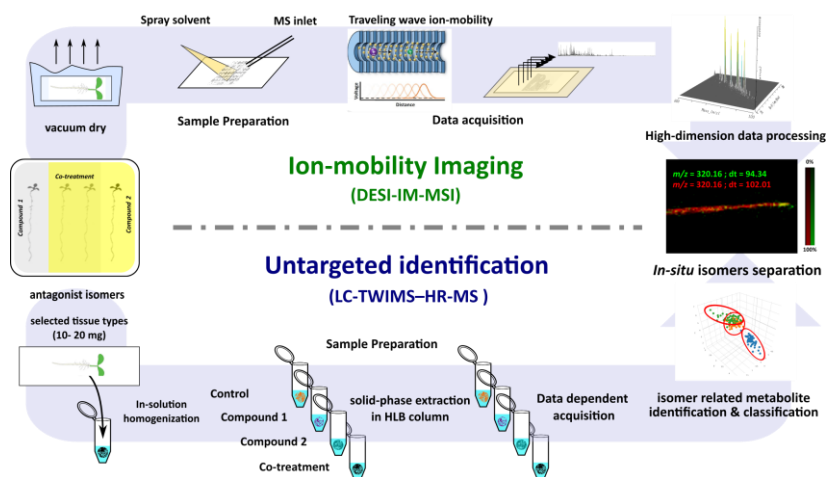 Spray solvent
MS inlet
Traveling wave ion-mobility
Voltage
Distance
vacuum dry
Sample Preparation
Data acquisition
High-dimension data processing
Ion-mobility Imaging
(DESI-IM-MSI)
Co-treatment
Compound 1
Compound 2
m/z = 320.16 ; dt = 94.34
m/z = 320.16 ; dt = 102.01
0%
100%
In-situ isomers separation
Untargeted identification
(LC-TWIMS–HR-MS )
antagonist isomers
selected tissue types
(10- 20 mg)
Sample Preparation
In-solution
homogenization
Control
Compound 1
Compound 2
Co-treatment
solid-phase extraction
in HLB column
Data dependent
acquisition
isomer related metabolite
identification & classification